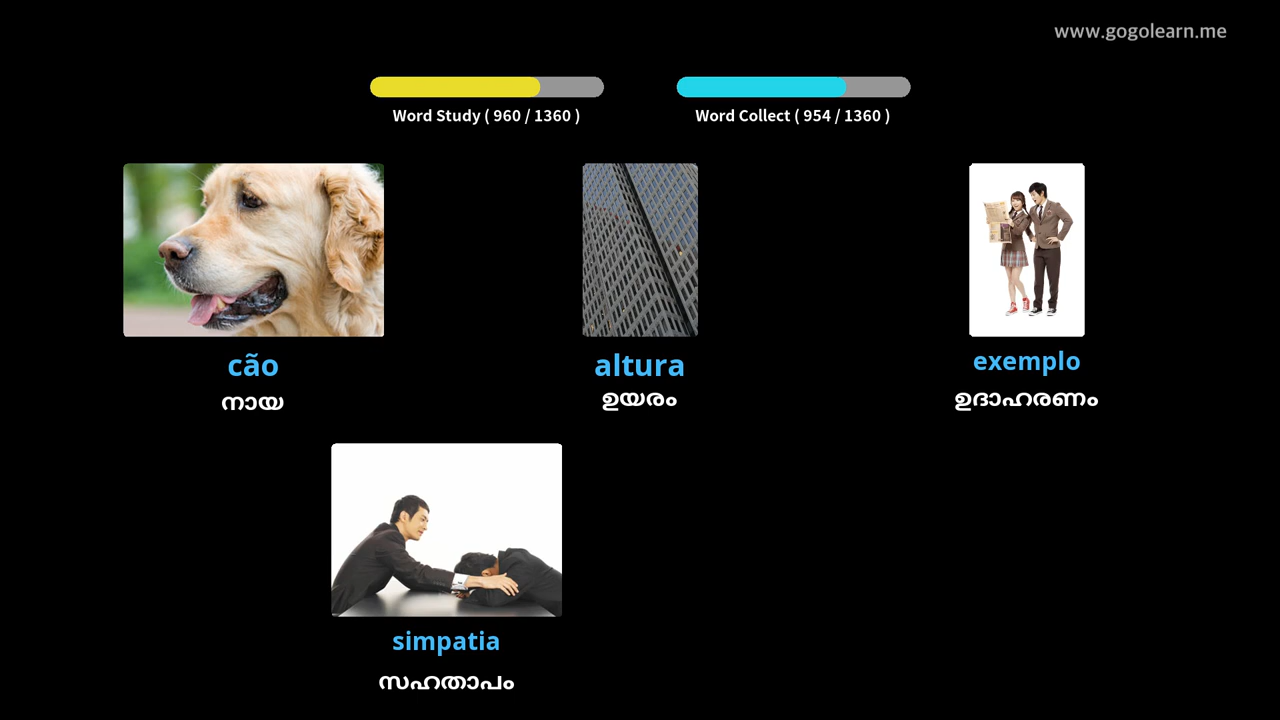 www.gogolearn.me
Word Study ( 960 / 1360 )
Word Collect ( 954 / 1360 )
cão
altura
exemplo
നായ
ഉയരം
ഉദാഹരണം
simpatia
സഹതാപം